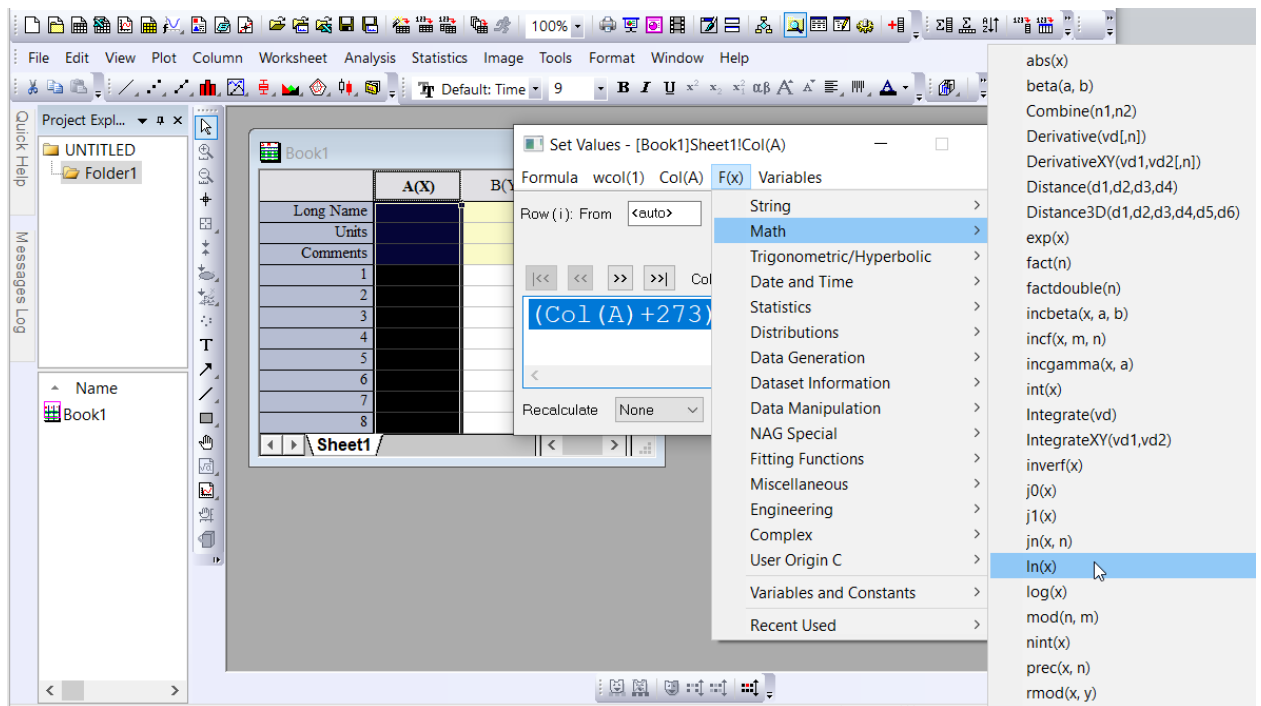 100%
File Edit View Plot Column Worksheet Analysis Statistics Image Tools Format Window Help
Default: Time 9 B I U x² x₂ αβ A A A
Quick Help
Messages Log
Project Expl...
UNTITLED
Folder1
Name
Book1
T
Book1
A(X) B(Y
Long Name
Units
Comments
1
2
3
4
5
6
7
8
Sheet1
Set Values - [Book1]Sheet1!Col(A)
Formula wcol(1) Col(A) F(x) Variables
Row(i): From <auto>
|<< << >> >>| Col
(Col(A)+273)
Recalculate None
String
Math
Trigonometric/Hyperbolic
Date and Time
Statistics
Distributions
Data Generation
Dataset Information
Data Manipulation
NAG Special
Fitting Functions
Miscellaneous
Engineering
Complex
User Origin C
Variables and Constants
Recent Used
abs(x)
beta(a, b)
Combine(n1,n2)
Derivative(vd[,n])
DerivativeXY(vd1,vd2[,n])
Distance(d1,d2,d3,d4)
Distance3D(d1,d2,d3,d4,d5,d6)
exp(x)
fact(n)
factdouble(n)
incbeta(x, a, b)
incf(x, m, n)
incgamma(x, a)
int(x)
Integrate(vd)
IntegrateXY(vd1,vd2)
inverf(x)
j0(x)
j1(x)
jn(x, n)
ln(x)
log(x)
mod(n, m)
nint(x)
prec(x, n)
rmod(x, y)